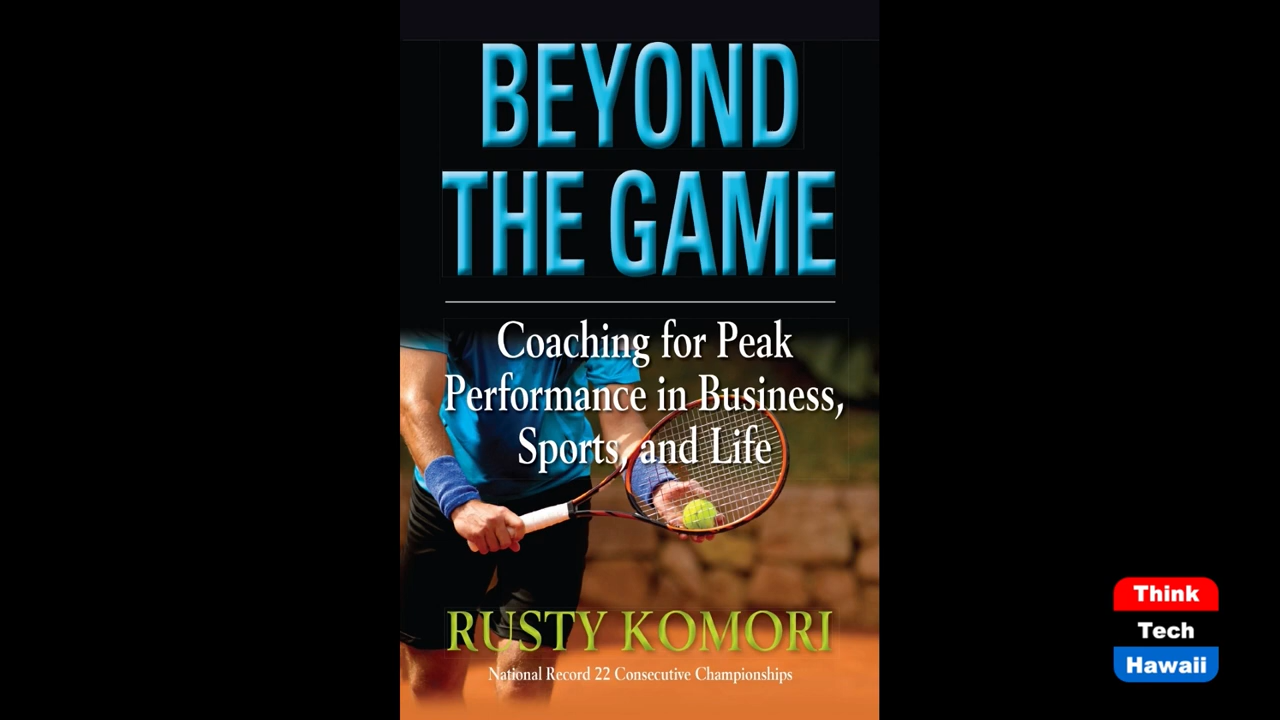 BEYOND
THE GAME
Coaching for Peak
Performance in Business,
Sports, and Life
RUSTY KOMORI
National Record 22 Consecutive Championships
Think
Tech
Hawaii